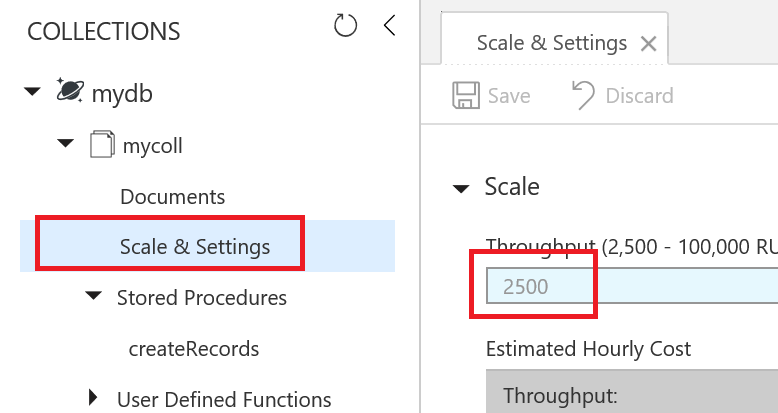 COLLECTIONS
mydb
mycoll
Documents
Scale & Settings
Stored Procedures
createRecords
User Defined Functions
Scale & Settings
Save
Discard
Scale
Throughput (2,500 - 100,000 RU
2500
Estimated Hourly Cost
Throughput: